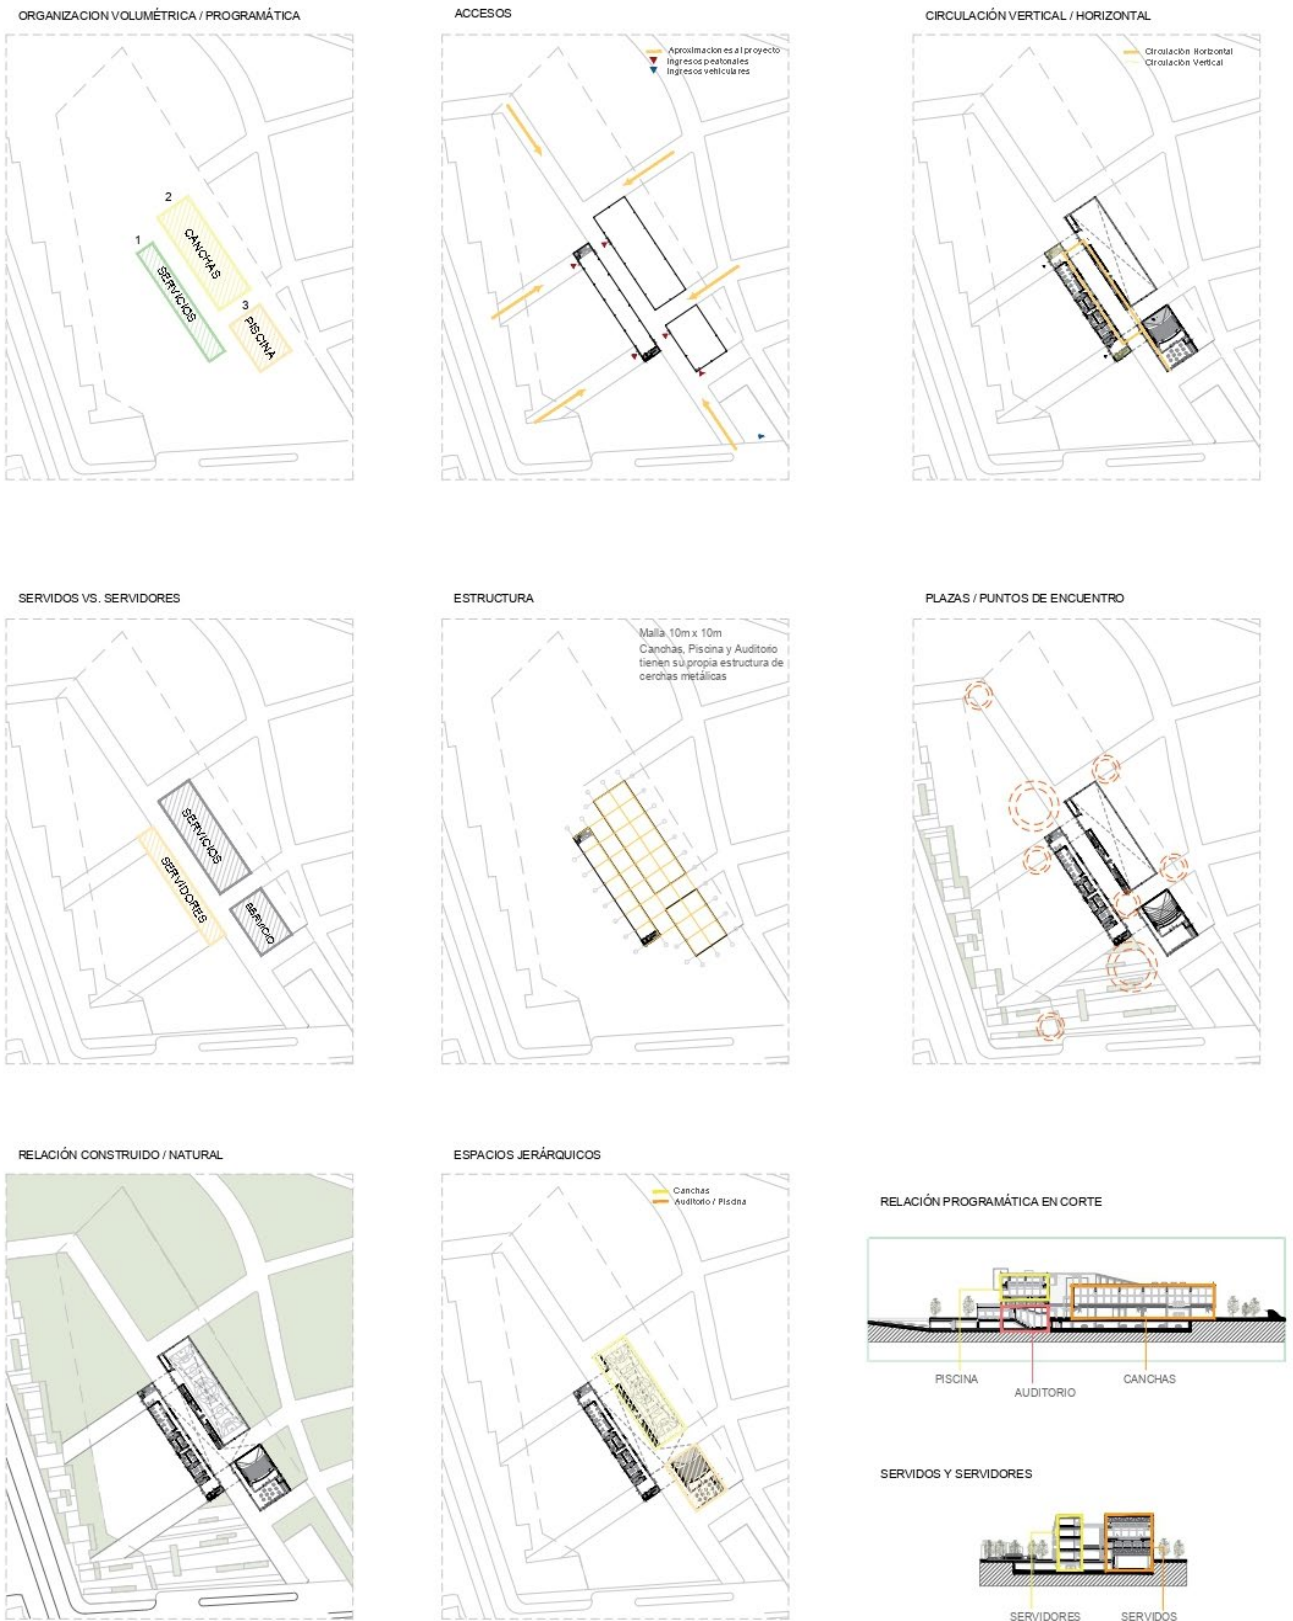 ORGANIZACION VOLUMÉTRICA / PROGRAMÁTICA
2
1
CANCHAS
SERVICIOS
3
PISCINA
ACCESOS
Aproximaciones al proyecto
Ingresos peatonales
Ingresos vehiculares
CIRCULACIÓN VERTICAL / HORIZONTAL
Circulación Horizontal
Circulación Vertical
SERVIDOS VS. SERVIDORES
SERVICIOS
SERVIDORES
SERVICIO
ESTRUCTURA
Malla 10m x 10m
Canchas, Piscina y Auditorio
tienen su propia estructura de
cerchas metálicas
PLAZAS / PUNTOS DE ENCUENTRO
RELACIÓN CONSTRUIDO / NATURAL
ESPACIOS JERÁRQUICOS
Canchas
Auditorio / Piscina
RELACIÓN PROGRAMÁTICA EN CORTE
PISCINA
AUDITORIO
CANCHAS
SERVIDOS Y SERVIDORES
SERVIDORES
SERVIDOS